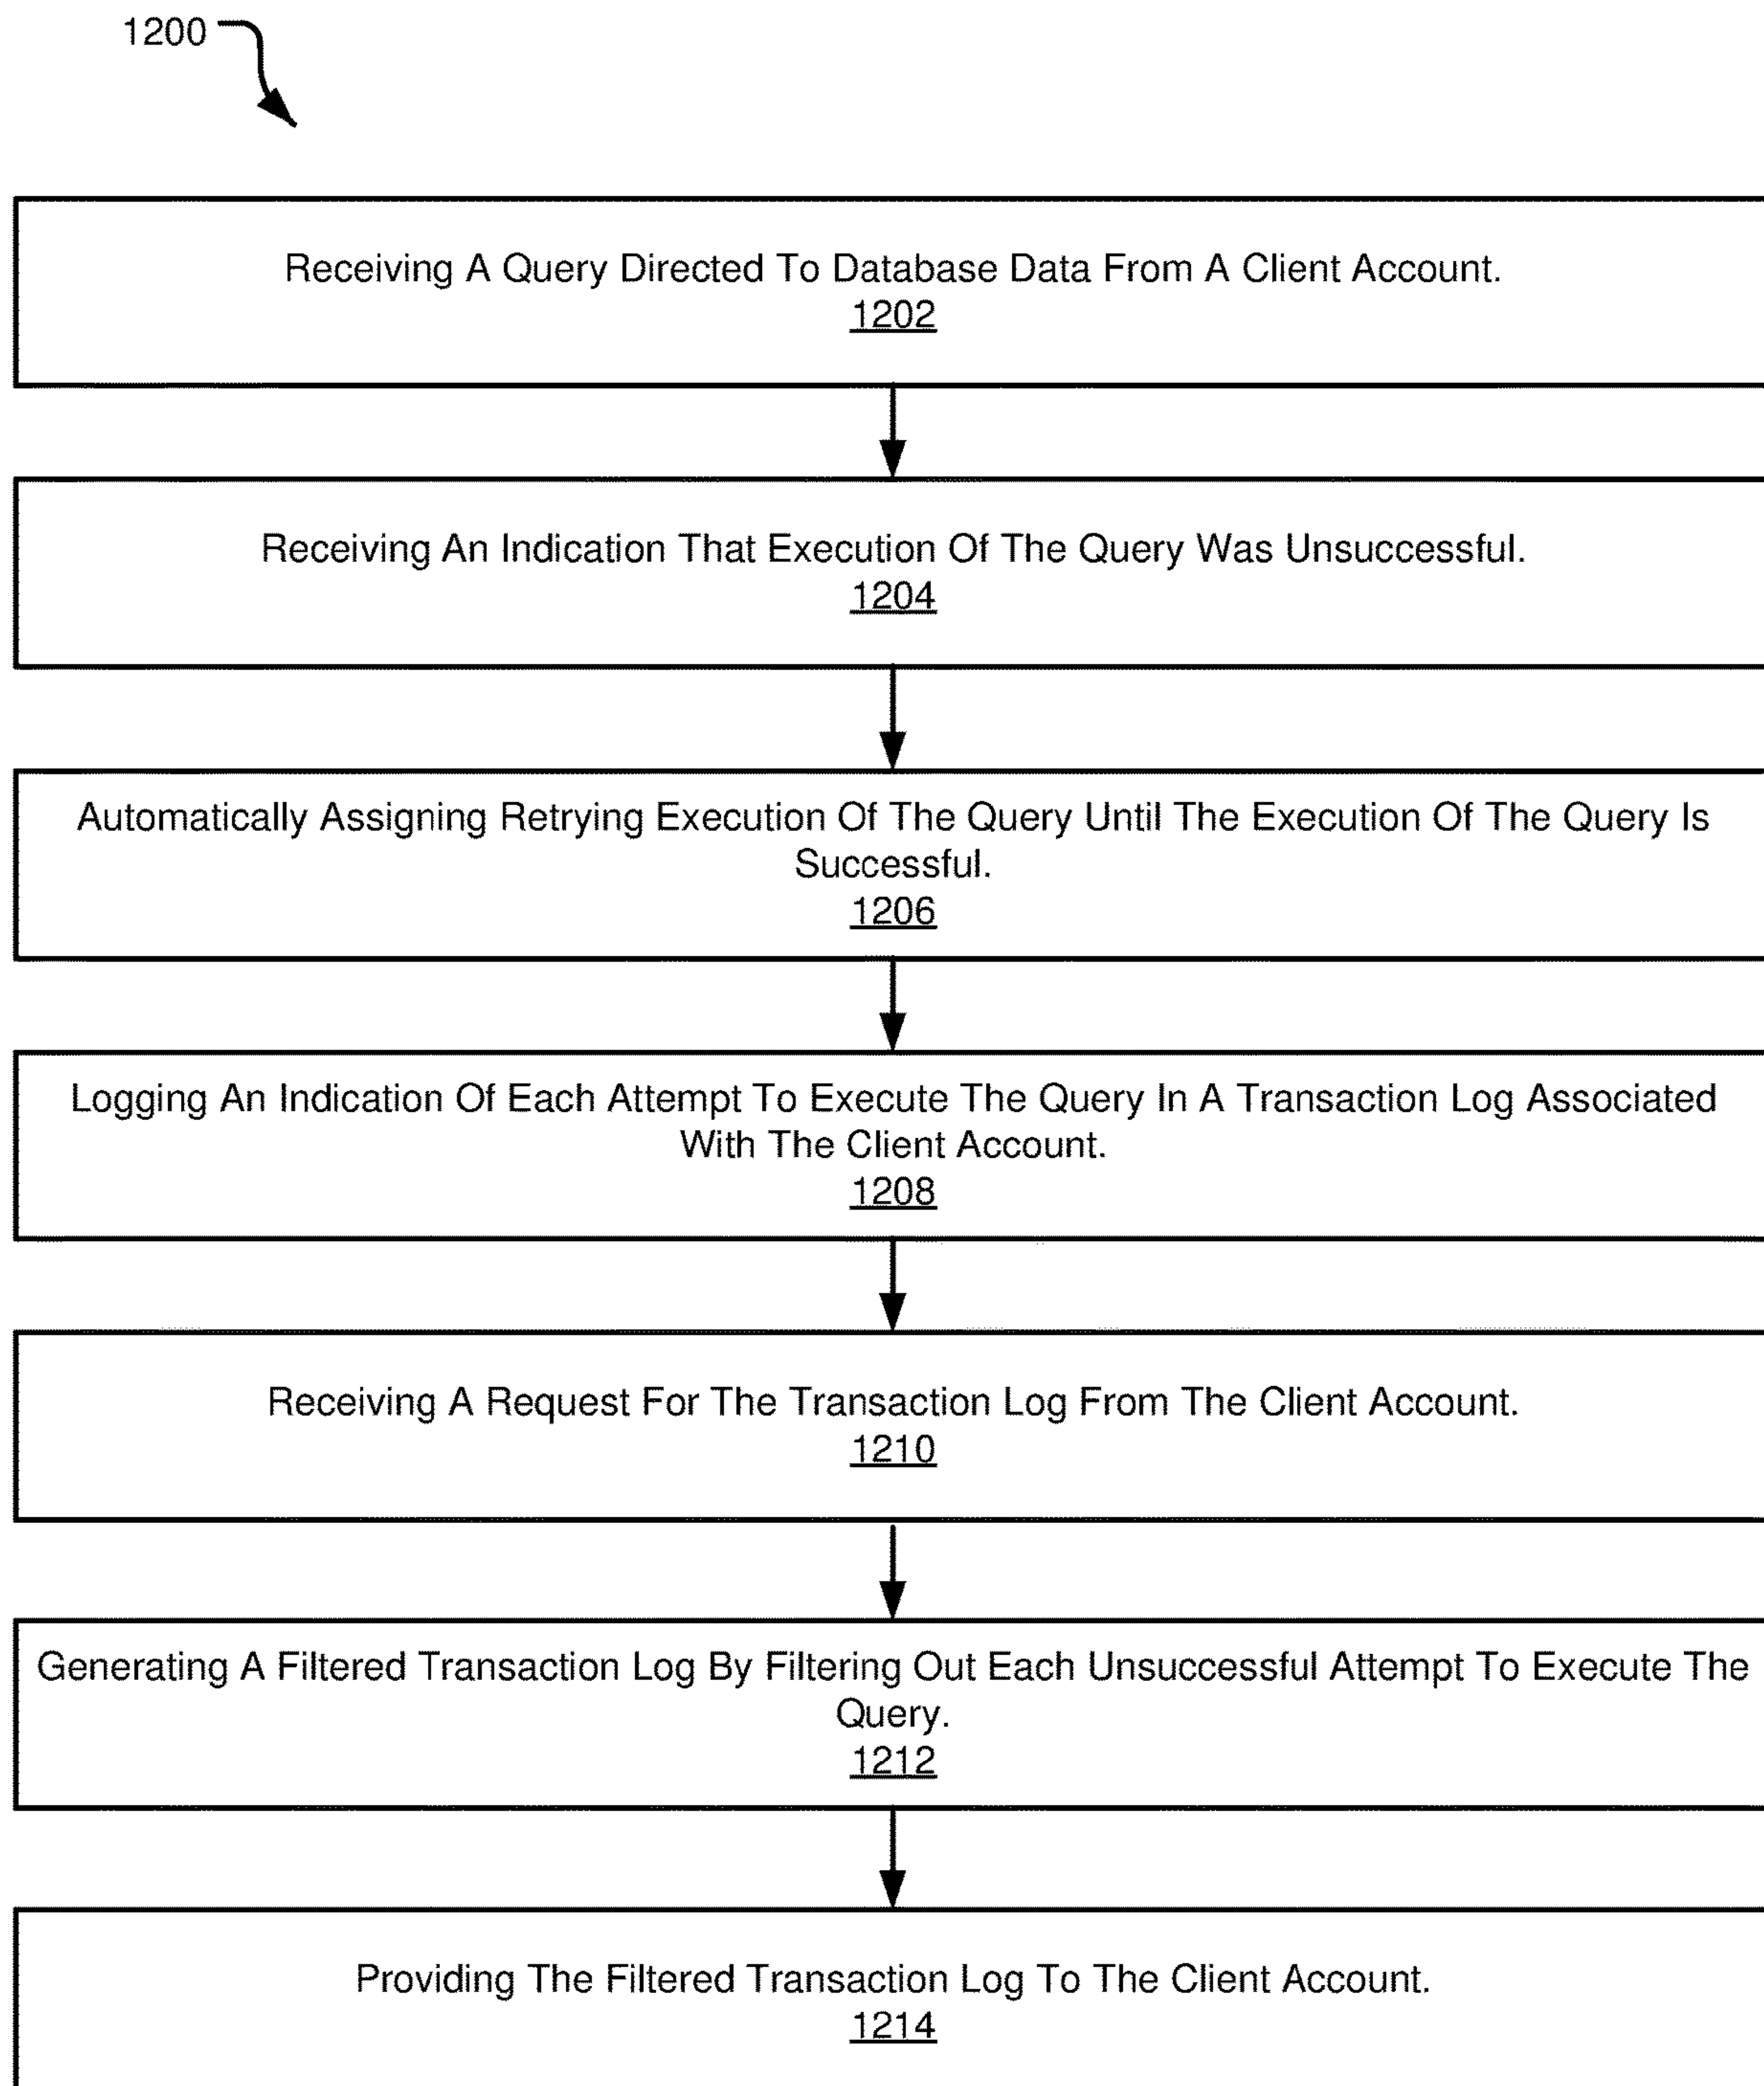 1200
Receiving A Query Directed To Database Data From A Client Account.
1202
Receiving An Indication That Execution Of The Query Was Unsuccessful.
1204
Automatically Assigning Retrying Execution Of The Query Until The Execution Of The Query Is
Successful.
1206
Logging An Indication Of Each Attempt To Execute The Query In A Transaction Log Associated
With The Client Account.
1208
Receiving A Request For The Transaction Log From The Client Account.
1210
Generating A Filtered Transaction Log By Filtering Out Each Unsuccessful Attempt To Execute The
Query.
1212
Providing The Filtered Transaction Log To The Client Account.
1214